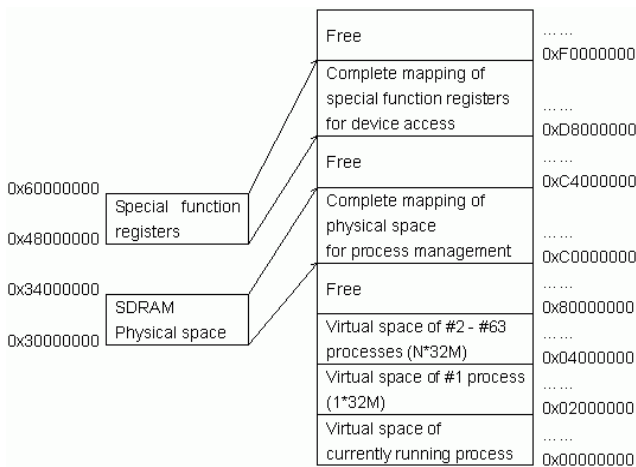 Free
…… 
0xF0000000
Complete mapping of
special function registers
for device access
……
0xD8000000
Free
……
0xC4000000
Complete mapping of
physical space
for process management
……
0xC0000000
Free
……
0x80000000
Virtual space of #2 - #63
processes (N*32M)
……
0x04000000
Virtual space of #1 process
(1*32M)
……
0x02000000
Virtual space of
currently running process
……
0x00000000
0x60000000
Special function
registers
0x48000000
0x34000000
SDRAM
Physical space
0x30000000